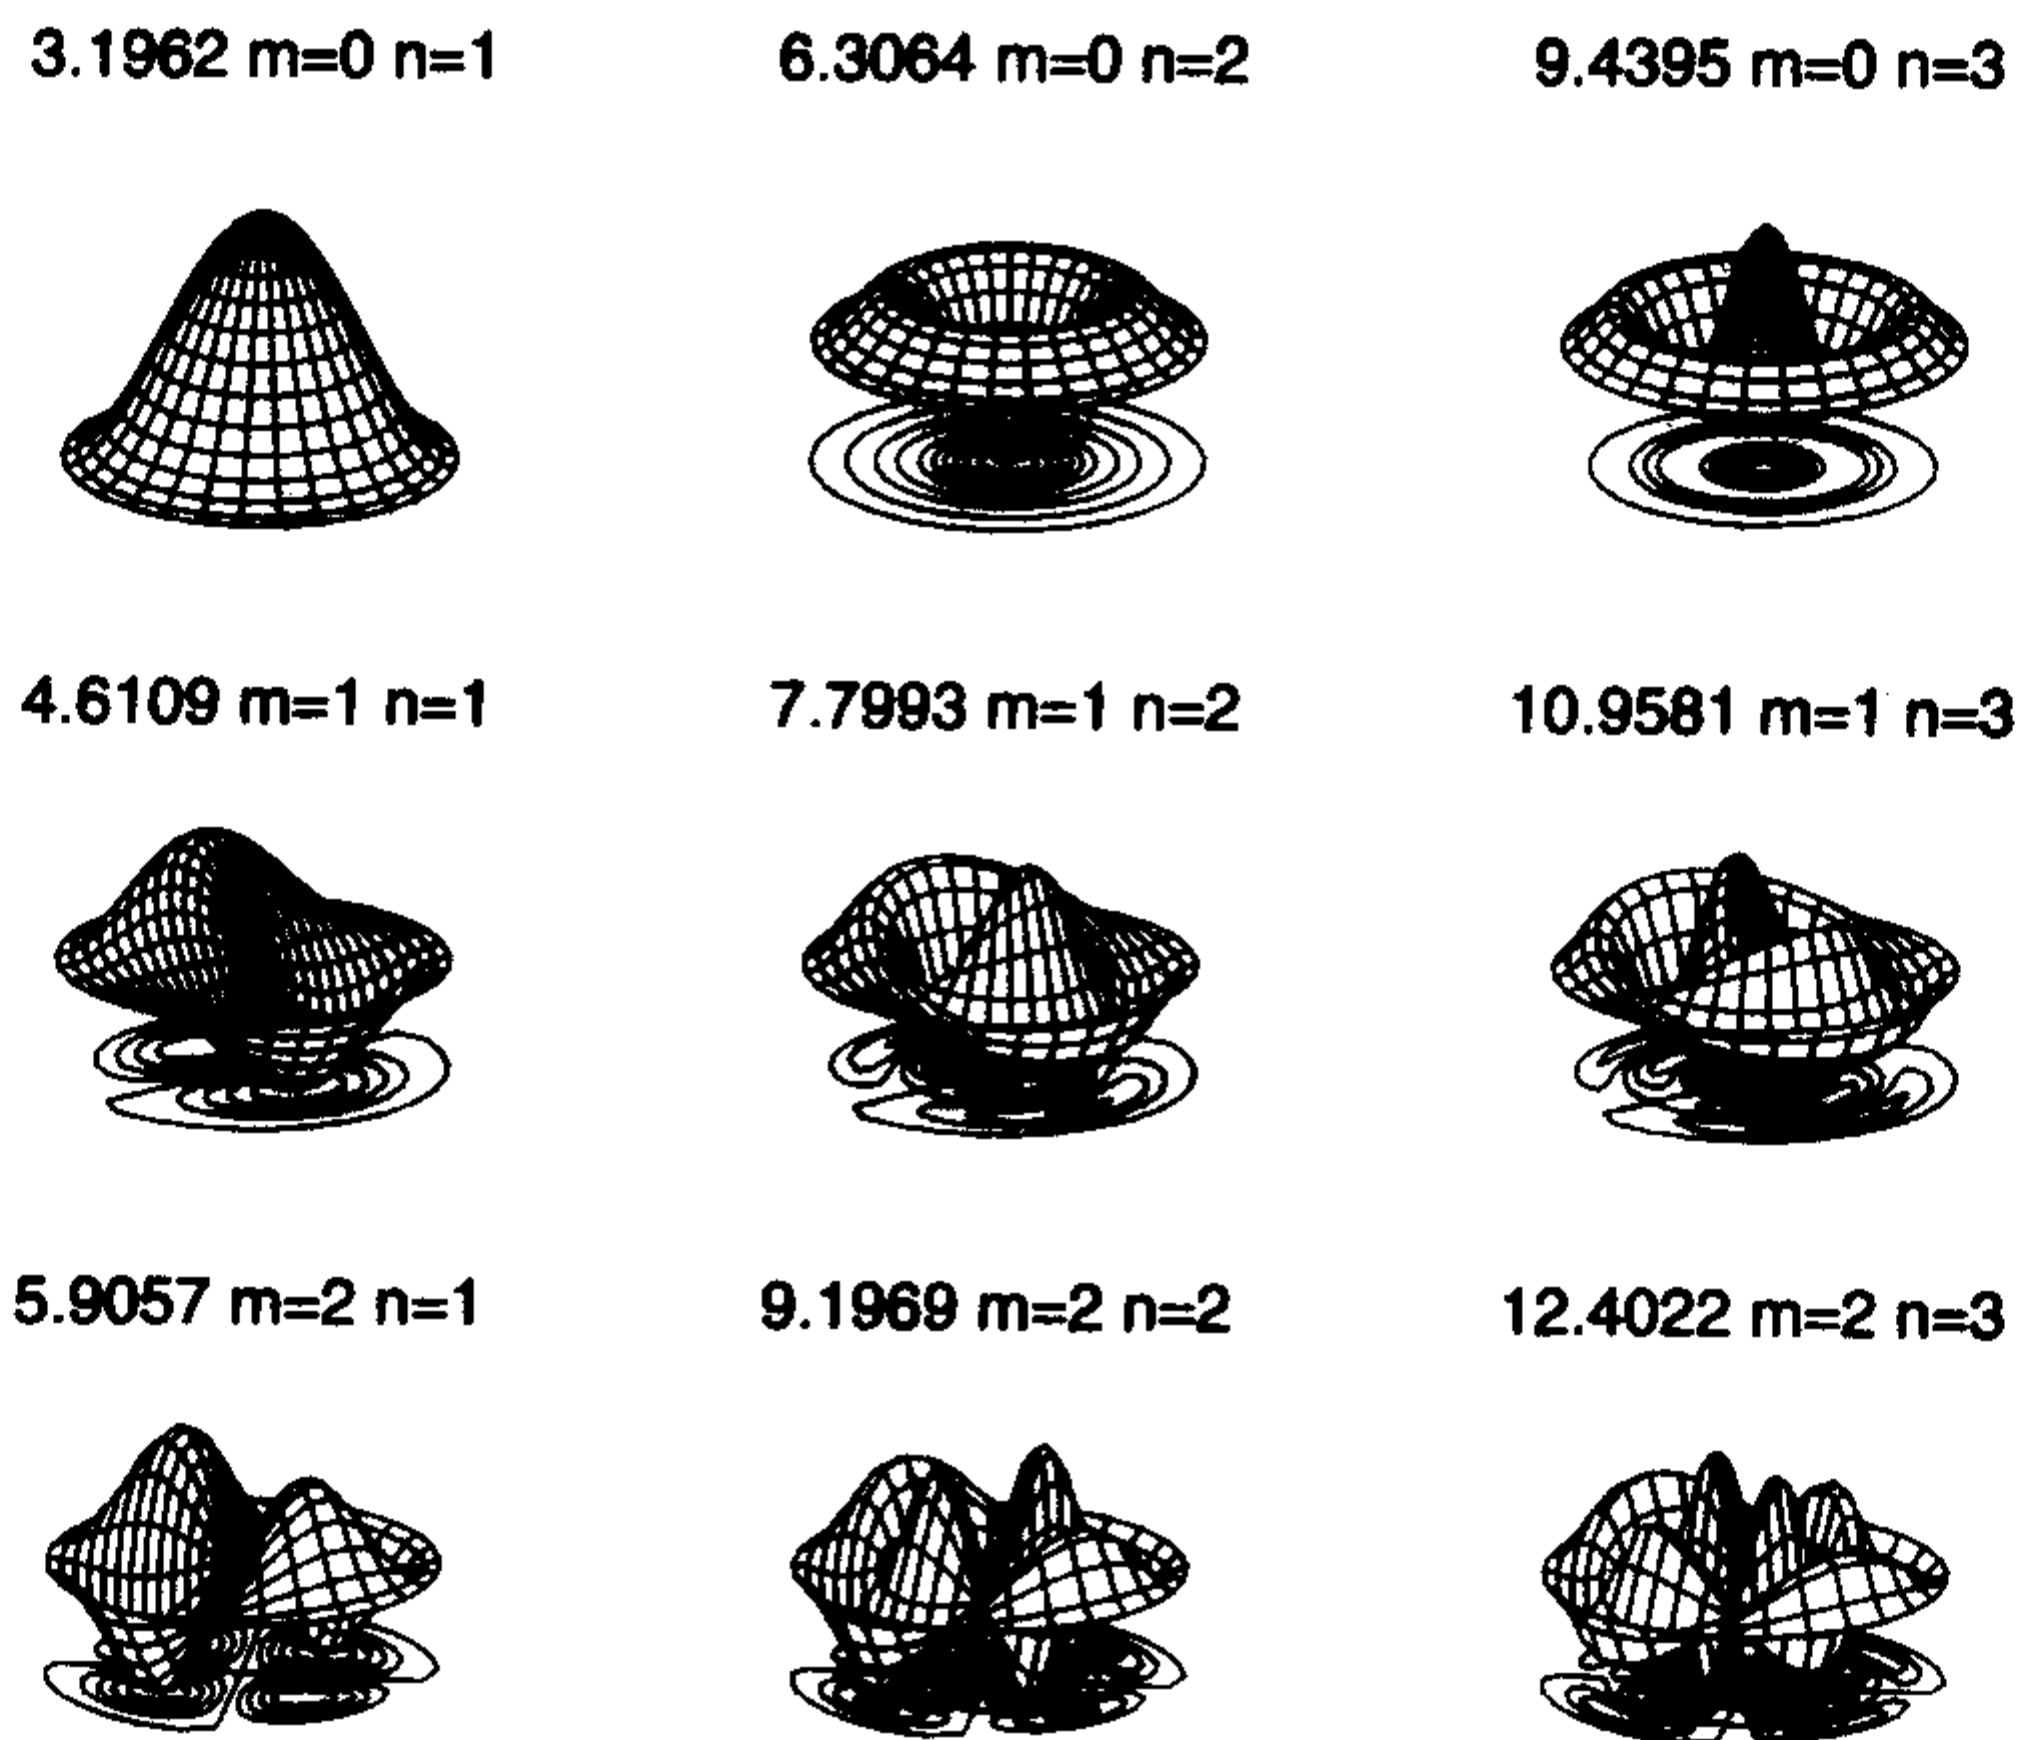 3.1962 m=0 n=1
6.3064 m=0 n=2
9.4395 m=0 n=3
4.6109 m=1 n=1
7.7993 m=1 n=2
10.9581 m=1 n=3
5.9057 m=2 n=1
9.1969 m=2 n=2
12.4022 m=2 n=3